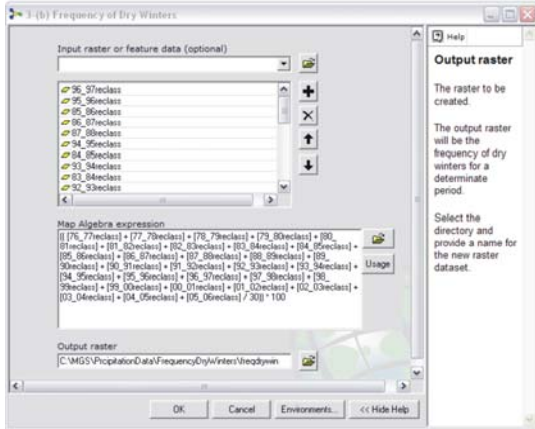 3-(b) Frequency of Dry Winters
Input raster or feature data (optional)
96_97reclass
95_96reclass
85_86reclass
86_87reclass
87_88reclass
94_95reclass
84_85reclass
93_94reclass
83_84reclass
92_93reclass
Map Algebra expression
(( [76_77reclass] + [77_78reclass] + [78_79reclass] + [79_80reclass] + [80_
81reclass] + [81_82reclass] + [82_83reclass] + [83_84reclass] + [84_85reclass] +
[85_86reclass] + [86_87reclass] + [87_88reclass] + [88_89reclass] + [89_
90reclass] + [90_91reclass] + [91_92reclass] + [92_93reclass] + [93_94reclass] +
[94_95reclass] + [95_96reclass] + [96_97reclass] + [97_98reclass] + [98_
99reclass] + [99_00reclass] + [00_01reclass] + [01_02reclass] + [02_03reclass] +
[03_04reclass] + [04_05reclass] + [05_06reclass] / 30)) * 100
Usage
Output raster
C:\MGS\PrcipitationData\FrequencyDryWinters\freqdrywin
OK
Cancel
Environments...
<< Hide Help
Help
Output raster
The raster to be
created.
The output raster
will be the
frequency of dry
winters for a
determinate
period.
Select the
directory and
provide a name for
the new raster
dataset.